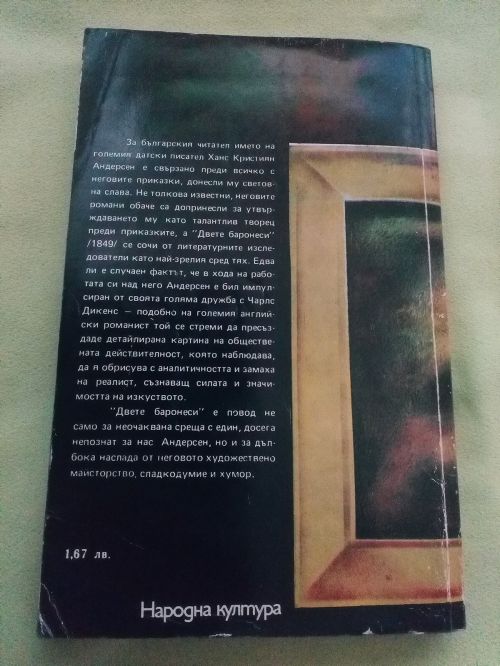 За българския читател името на
големия датски писател Ханс Кристиян
Андерсен е свързано преди всичко с
неговите приказки, донесли му светов-
на слава. Не толкова известни, неговите
романи обаче са допринесли за утвър-
ждаването му като талантлив творец
преди приказките, а "Двете баронеси"
/1849/ се сочи от литературните изсле-
дователи като най-зрелия сред тях. Едва
ли е случаен фактът, че в хода на рабо-
тата си над него Андерсен е бил импул-
сиран от своята голяма дружба с Чарлс
Дикенс — подобно на големия англий-
ски романист той се стреми да пресъз-
даде детайлирана картина на обществе-
ната действителност, която наблюдава,
да я обрисува с аналитичността и замаха
на реалист, съзнаващ силата и значи-
мостта на изкуството.
"Двете баронеси" е повод не
само за неочаквана среща с един, досега
непознат за нас Андерсен, но и за дъл-
бока наслада от неговото художествено
майсторство, сладкодумие и хумор.
1,67 лв.
Народна култура